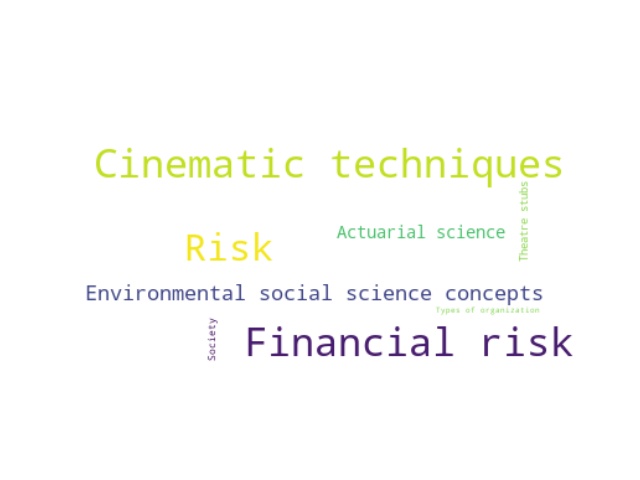 Cinematic techniques
Theatre stubs
Actuarial science
Risk
Environmental social science concepts
Types of organization
Society
Financial risk